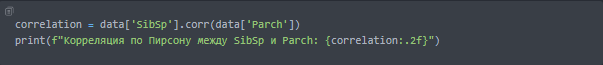 correlation = data['SibSp'].corr(data['Parch'])
print(f"Корреляция по Пирсону между SibSp и Parch: {correlation:.2f}")